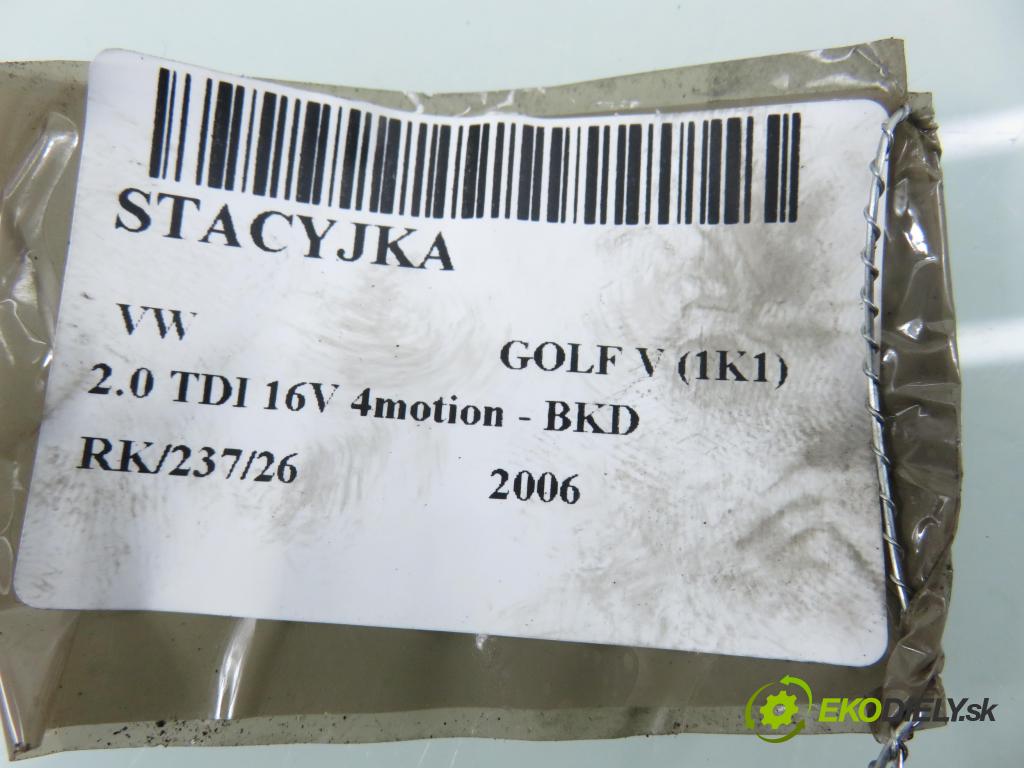 STACYJKA
VW
GOLF V (1K1)
2.0 TDI 16V 4motion - BKD
RK/237/26
2006
EKODIELY.sk